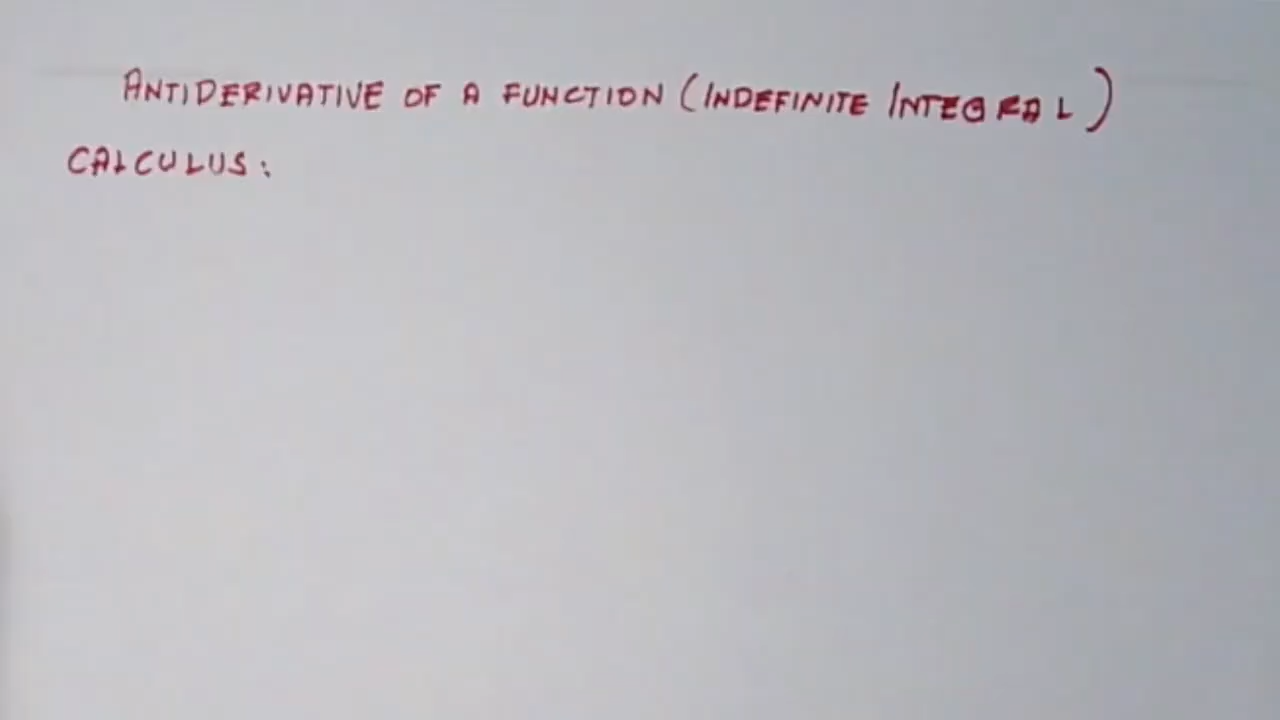 ANTIDERIVATIVE OF A FUNCTION (INDEFINITE INTEGRAL)
CALCULUS: